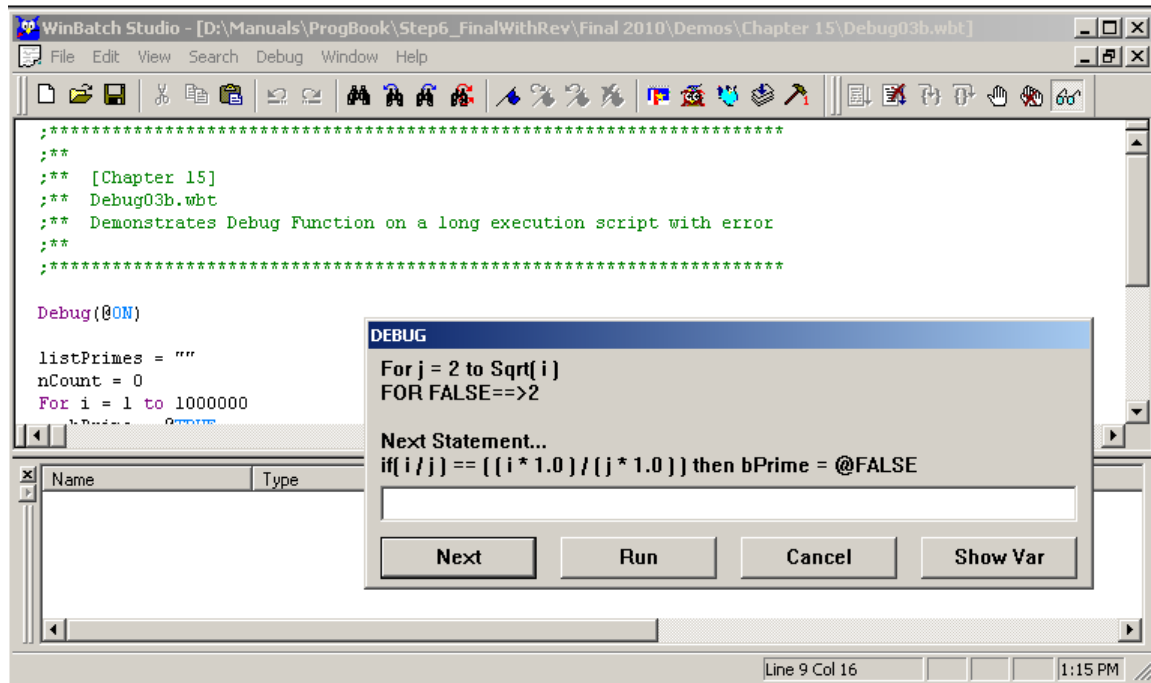 WinBatch Studio - [D:\Manuals\ProgBook\Step6_FinalWithRev\Final 2010\Demos\Chapter 15\Debug03b.wbt]
File Edit View Search Debug Window Help
;**********************************************************************
;**
;** [Chapter 15]
;** Debug03b.wbt
;** Demonstrates Debug Function on a long execution script with error
;**
;**********************************************************************
Debug(@ON)
listPrimes = ""
nCount = 0
For i = 1 to 1000000
DEBUG
For j = 2 to Sqrt( i )
FOR FALSE==>2
Next Statement...
if( i / j ) == ( ( i * 1.0 ) / ( j * 1.0 ) ) then bPrime = @FALSE
Next Run Cancel Show Var
Name Type
Line 9 Col 16 1:15 PM